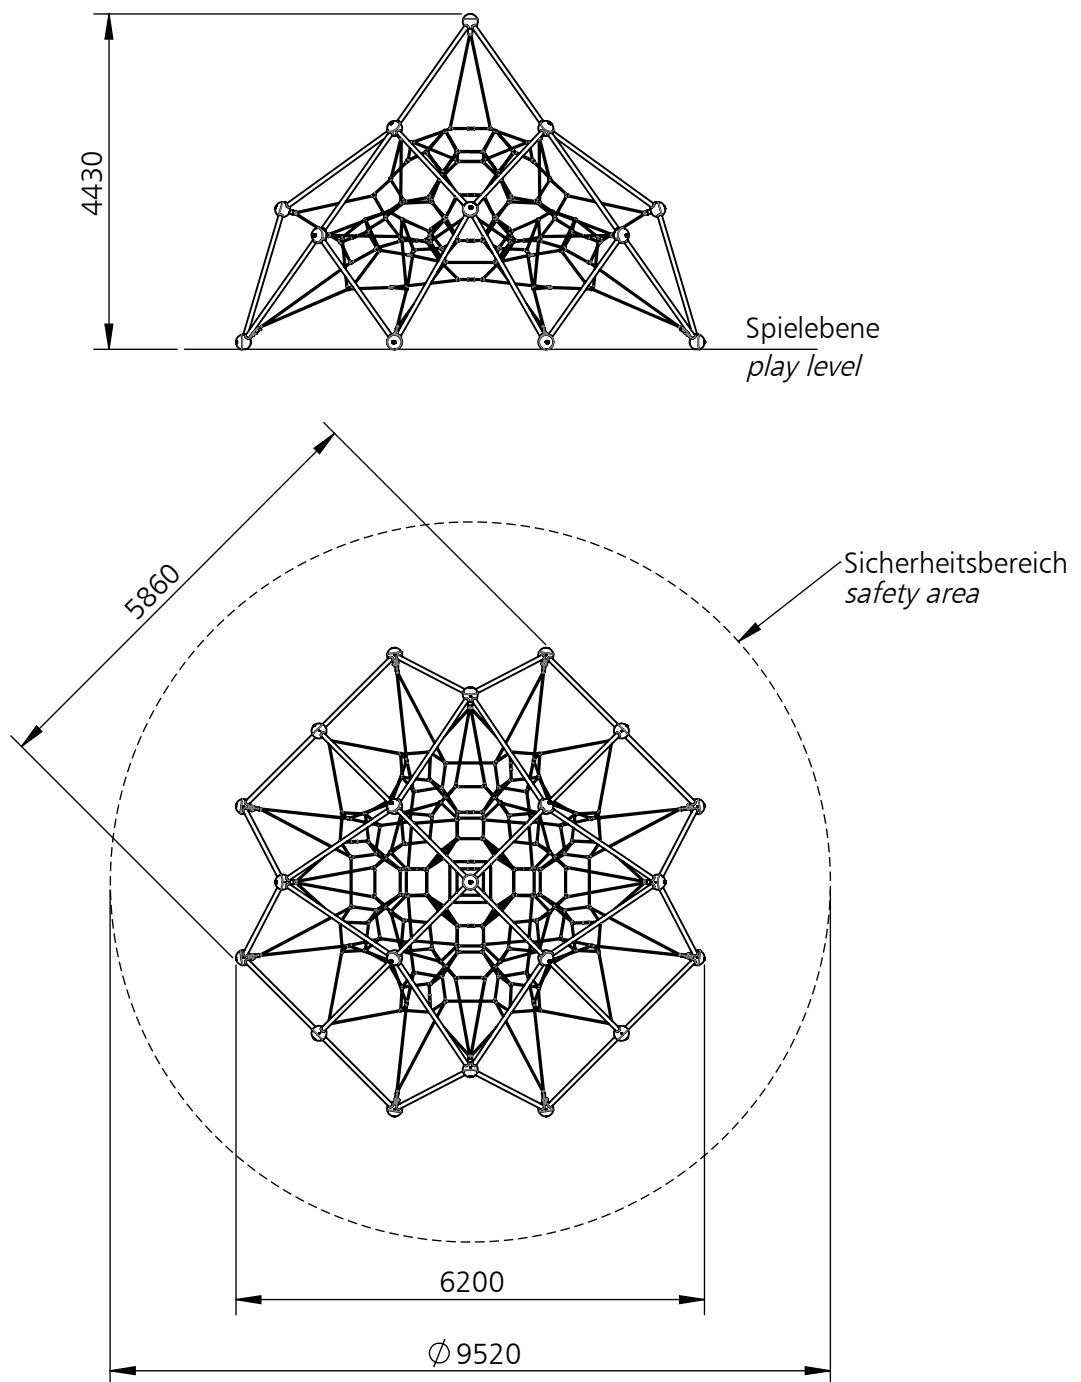 4430
Spielebene
play level
5860
Sicherheitsbereich
safety area
6200
∅ 9520